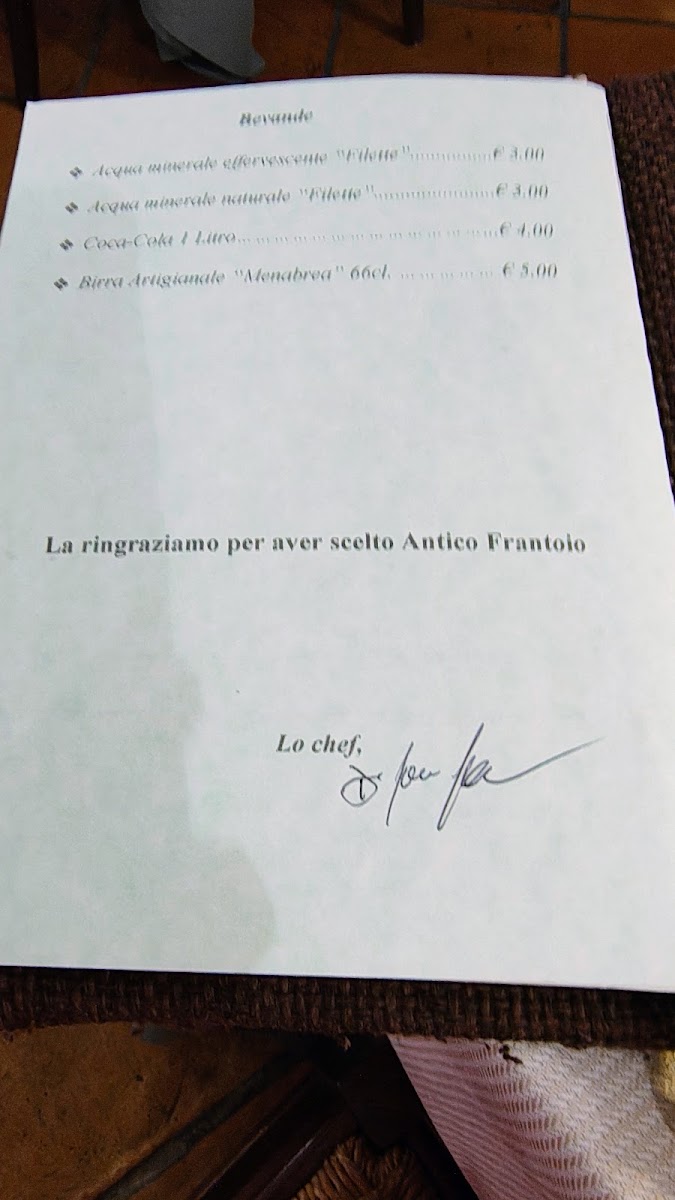 Bevande
❖ Acqua minerale effervescente "Filette"..............€ 3,00
❖ Acqua minerale naturale "Filette".....................€ 3,00
❖ Coca-Cola 1 Litro... ... ... ... ... ... ... ... ... ...€ 4,00
❖ Birra Artigianale "Menabrea" 66cl. ... ... ... ... ... € 5,00
La ringraziamo per aver scelto Antico Frantoio
Lo chef,